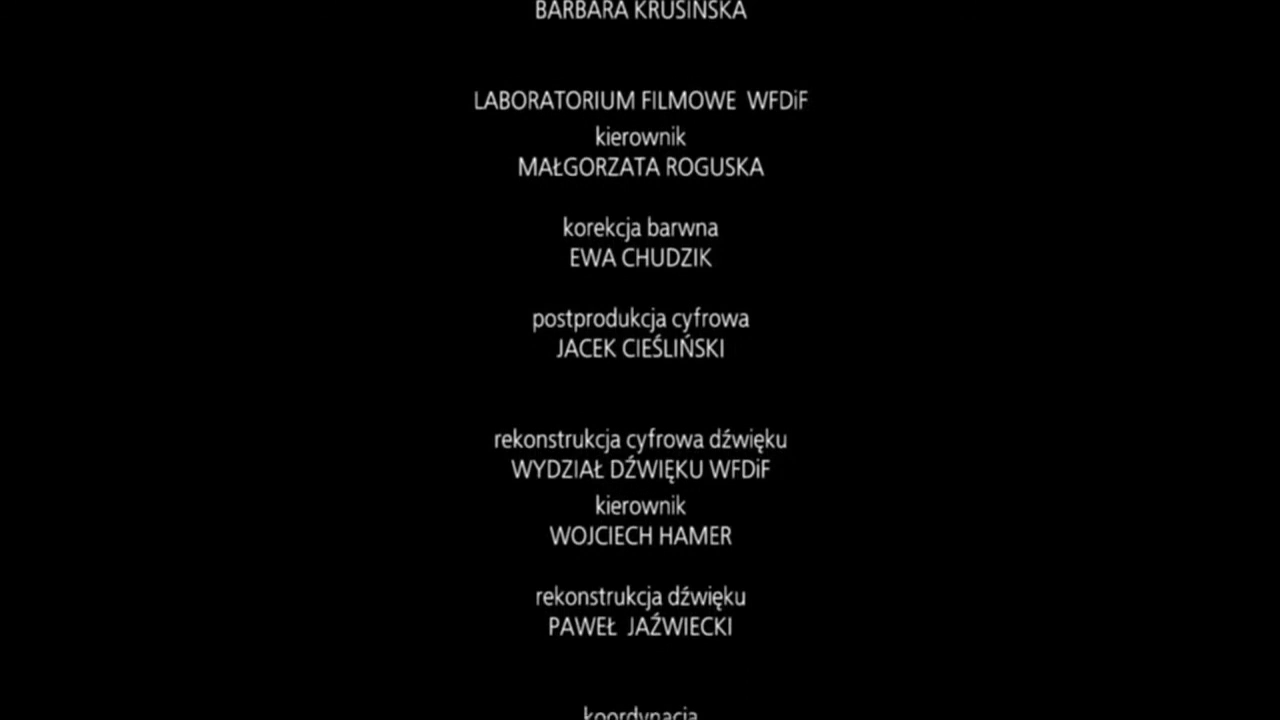 BARBARA KRUSIŃSKA
LABORATORIUM FILMOWE WFDiF
kierownik
MAŁGORZATA ROGUSKA
korekcja barwna
EWA CHUDZIK
postprodukcja cyfrowa
JACEK CIEŚLIŃSKI
rekonstrukcja cyfrowa dźwięku
WYDZIAŁ DŹWIĘKU WFDiF
kierownik
WOJCIECH HAMER
rekonstrukcja dźwięku
PAWEŁ JAŹWIECKI
koordynacja